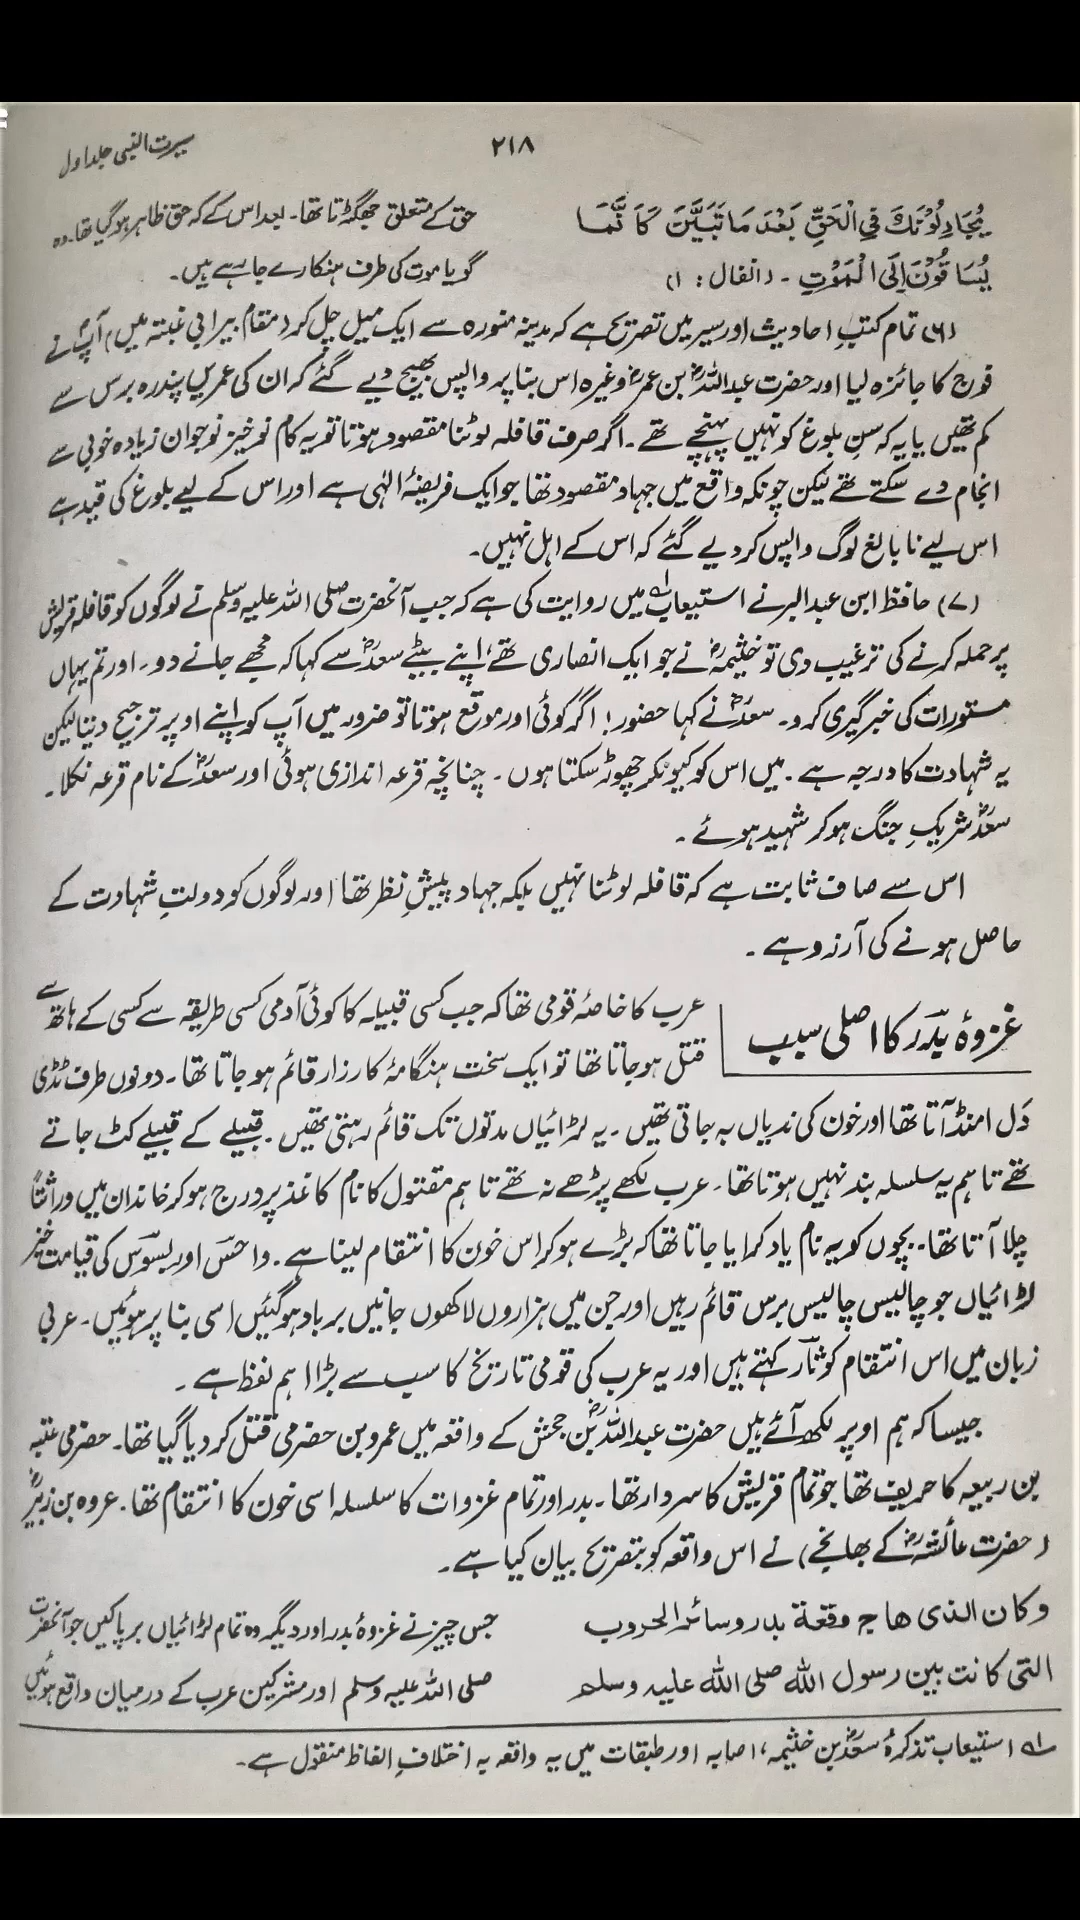 سیرت النبی جلد اول
۲۱۸
یُجَادِلُوْنَکَ فِی الْحَقِّ بَعْدَ مَا تَبَیَّنَ کَاَنَّمَا
یُسَاقُوْنَ اِلَی الْمَوْتِ ۔ (انفال : ۱)
حق کے متعلق جھگڑتا تھا۔ بعد اس کے کہ حق ظاہر ہو گیا تھا۔ وہ
گویا موت کی طرف ہنکارے جا رہے ہیں۔
(۶) تمام کتبِ احادیث اور سیر میں تصریح ہے کہ مدینہ منورہ سے ایک میل چل کر (مقام بیر ابی عنبتہ میں) آپؐ نے
فوج کا جائزہ لیا اور حضرت عبداللہؓ بن عمرؓ وغیرہ اس بنا پر واپس بھیج دیے گئے کہ ان کی عمریں پندرہ برس سے
کم تھیں یا یہ کہ سنِ بلوغ کو نہیں پہنچے تھے۔ اگر صرف قافلہ لوٹنا مقصود ہوتا تو یہ کام نوخیز نوجوان زیادہ خوبی سے
انجام دے سکتے تھے لیکن چونکہ واقع میں جہاد مقصود تھا جو ایک فریضۂ الٰہی ہے اور اس کے لیے بلوغ کی قید ہے
اس لیے نابالغ لوگ واپس کر دیے گئے کہ اس کے اہل نہیں۔
(۷) حافظ ابن عبدالبر نے استیعاب۱ میں روایت کی ہے کہ جب آنحضرت صلی اللہ علیہ وسلم نے لوگوں کو قافلہ قریش
پر حملہ کرنے کی ترغیب دی تو خثیمہؓ نے جو ایک انصاری تھے، اپنے بیٹے سعدؓ سے کہا کہ مجھے جانے دو۔ اور تم یہاں
مستورات کی خبر گیری کرو۔ سعدؓ نے کہا حضور! اگر کوئی اور موقع ہوتا تو ضرور میں آپ کو اپنے اوپر ترجیح دیتا لیکن
یہ شہادت کا درجہ ہے۔ میں اس کو کیونکر چھوڑ سکتا ہوں۔ چنانچہ قرعہ اندازی ہوئی اور سعدؓ کے نام قرعہ نکلا۔
سعدؓ شریکِ جنگ ہو کر شہید ہوئے۔
اس سے صاف ثابت ہے کہ قافلہ لوٹنا نہیں بلکہ جہاد پیشِ نظر تھا اور لوگوں کو دولتِ شہادت کے
حاصل ہونے کی آرزو ہے۔
غزوۂ بدر کا اصلی سبب
عرب کا خاصۂ قومی تھا کہ جب کسی قبیلہ کا کوئی آدمی کسی طریقہ سے کسی کے ہاتھ سے
قتل ہو جاتا تھا تو ایک سخت ہنگامۂ کارزار قائم ہو جاتا تھا۔ دونوں طرف ٹڈی
دَل امنڈ آتا تھا اور خون کی ندیاں بہ جاتی تھیں۔ یہ لڑائیاں مدتوں تک قائم رہتی تھیں۔ قبیلے کے قبیلے کٹ جاتے
تھے تاہم یہ سلسلہ بند نہیں ہوتا تھا۔ عرب لکھے پڑھے نہ تھے تاہم مقتول کا نام کاغذ پر درج ہو کر خاندان میں وراثتاً
چلا آتا تھا۔ بچوں کو یہ نام یاد کرایا جاتا تھا کہ بڑے ہو کر اس خون کا انتقام لینا ہے۔ داحس اور بسوس کی قیامت خیز
لڑائیاں جو چالیس چالیس برس قائم رہیں اور جن میں ہزاروں لاکھوں جانیں برباد ہو گئیں اسی بنا پر ہوئیں۔ عربی
زبان میں اس انتقام کو ثار کہتے ہیں اور یہ عرب کی قومی تاریخ کا سب سے بڑا اہم لفظ ہے۔
جیسا کہ ہم اوپر لکھ آئے ہیں حضرت عبداللہؓ بن جحش کے واقعہ میں عمرو بن حضرمی قتل کر دیا گیا تھا۔ حضرمی عتبہ
بن ربیعہ کا حریف تھا جو تمام قریش کا سردار تھا۔ بدر اور تمام غزوات کا سلسلہ اسی خون کا انتقام تھا۔ عروہ بن زبیرؓ
(حضرت عائشہؓ کے بھانجے) نے اس واقعہ کو بتصریح بیان کیا ہے۔
وکان الذی ھاج وقعة بدر وسائر الحروب
التی کانت بین رسول اللہ صلی اللہ علیہ وسلم
جس چیز نے غزوۂ بدر اور دیگر وہ تمام لڑائیاں برپا کیں جو آنحضرت
صلی اللہ علیہ وسلم اور مشرکین عرب کے درمیان واقع ہوئیں
۱؎ استیعاب تذکرۂ سعدؓ بن خثیمہ، اصابہ اور طبقات میں یہ واقعہ بہ اختلافِ الفاظ منقول ہے۔